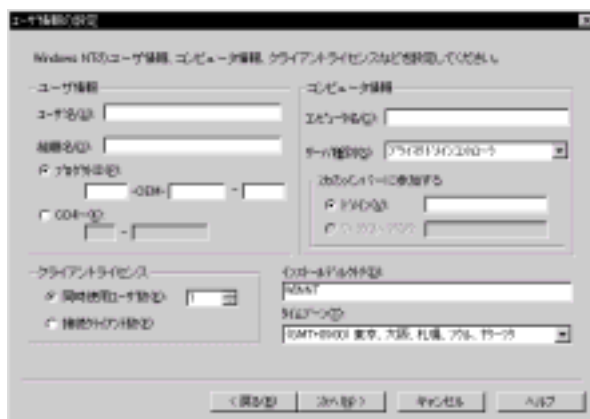 ユーザ情報の設定
Windows NTのユーザ情報、コンピュータ情報、クライアントライセンスなどを設定してください。
ユーザ情報
ユーザ名(U):
組織名(O):
プロダクトID(P):
-OEM- -
CDキー(K):
-
コンピュータ情報
コンピュータ名(C):
サーバ種別(S): プライマリドメインコントローラ
次のメンバーに参加する
ドメイン(M):
クライアントライセンス
同時使用ユーザ数(E): 1
接続クライアント数(E)
インストールディレクトリ(D):
WINNT
タイムゾーン(T):
(GMT+09:00) 東京、大阪、札幌、ソウル、ヤクーツク
< 戻る(B) 次へ(N) > キャンセル ヘルプ